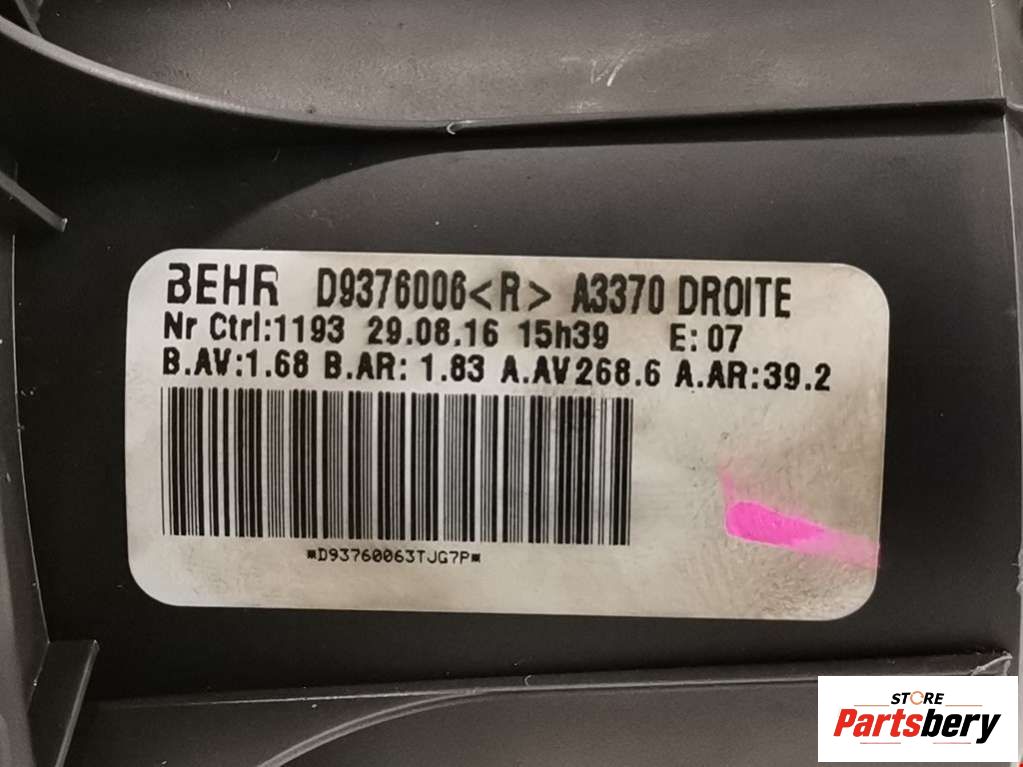 BEHR D9376006<R> A3370 DROITE
Nr Ctrl:1193 29.08.16 15h39 E: 07
B.AV:1.68 B.AR: 1.83 A.AV268.6 A.AR:39.2
*D93760063TJG7P*
STORE
Partsbery